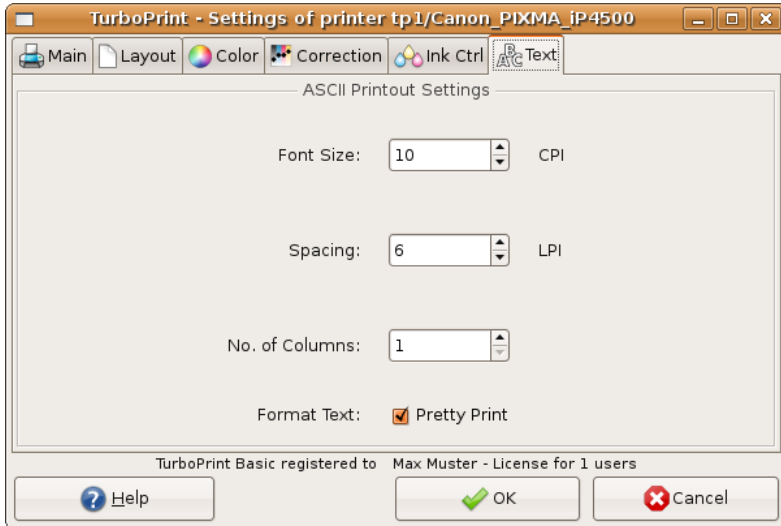 TurboPrint - Settings of printer tp1/Canon_PIXMA_iP4500
Main Layout Color Correction Ink Ctrl ABC Text
ASCII Printout Settings
Font Size: 10 CPI
Spacing: 6 LPI
No. of Columns: 1
Format Text: Pretty Print
TurboPrint Basic registered to Max Muster - License for 1 users
? Help OK Cancel